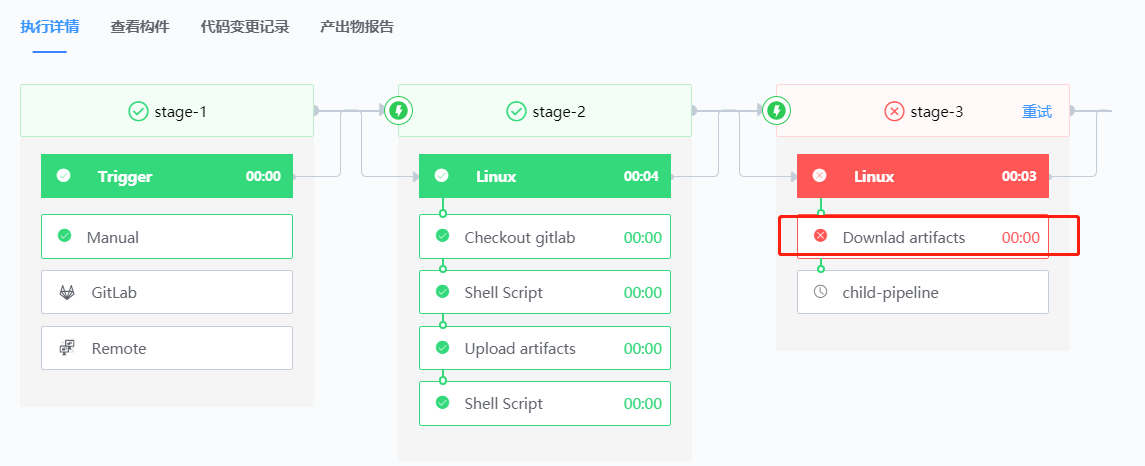 执行详情 查看构件 代码变更记录 产出物报告
stage-1
Trigger 00:00
Manual
GitLab
Remote
stage-2
Linux 00:04
Checkout gitlab 00:00
Shell Script 00:00
Upload artifacts 00:00
Shell Script 00:00
stage-3 重试
Linux 00:03
Downlad artifacts 00:00
child-pipeline